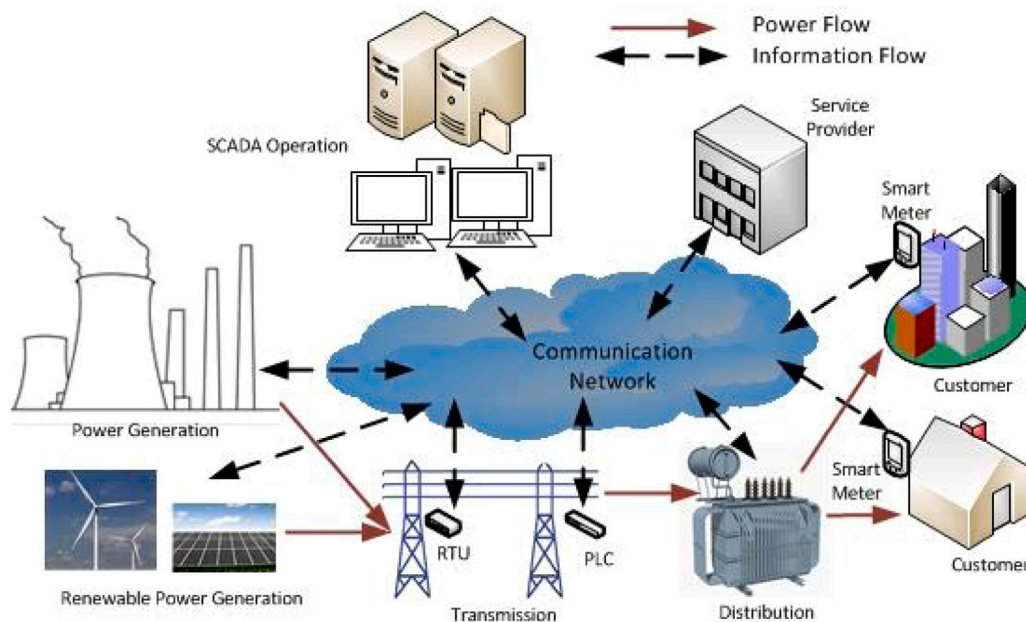 Power Flow
Information Flow
SCADA Operation
Service
Provider
Smart
Meter
Communication
Network
Customer
Power Generation
Smart
Meter
RTU
PLC
Customer
Renewable Power Generation
Transmission
Distribution